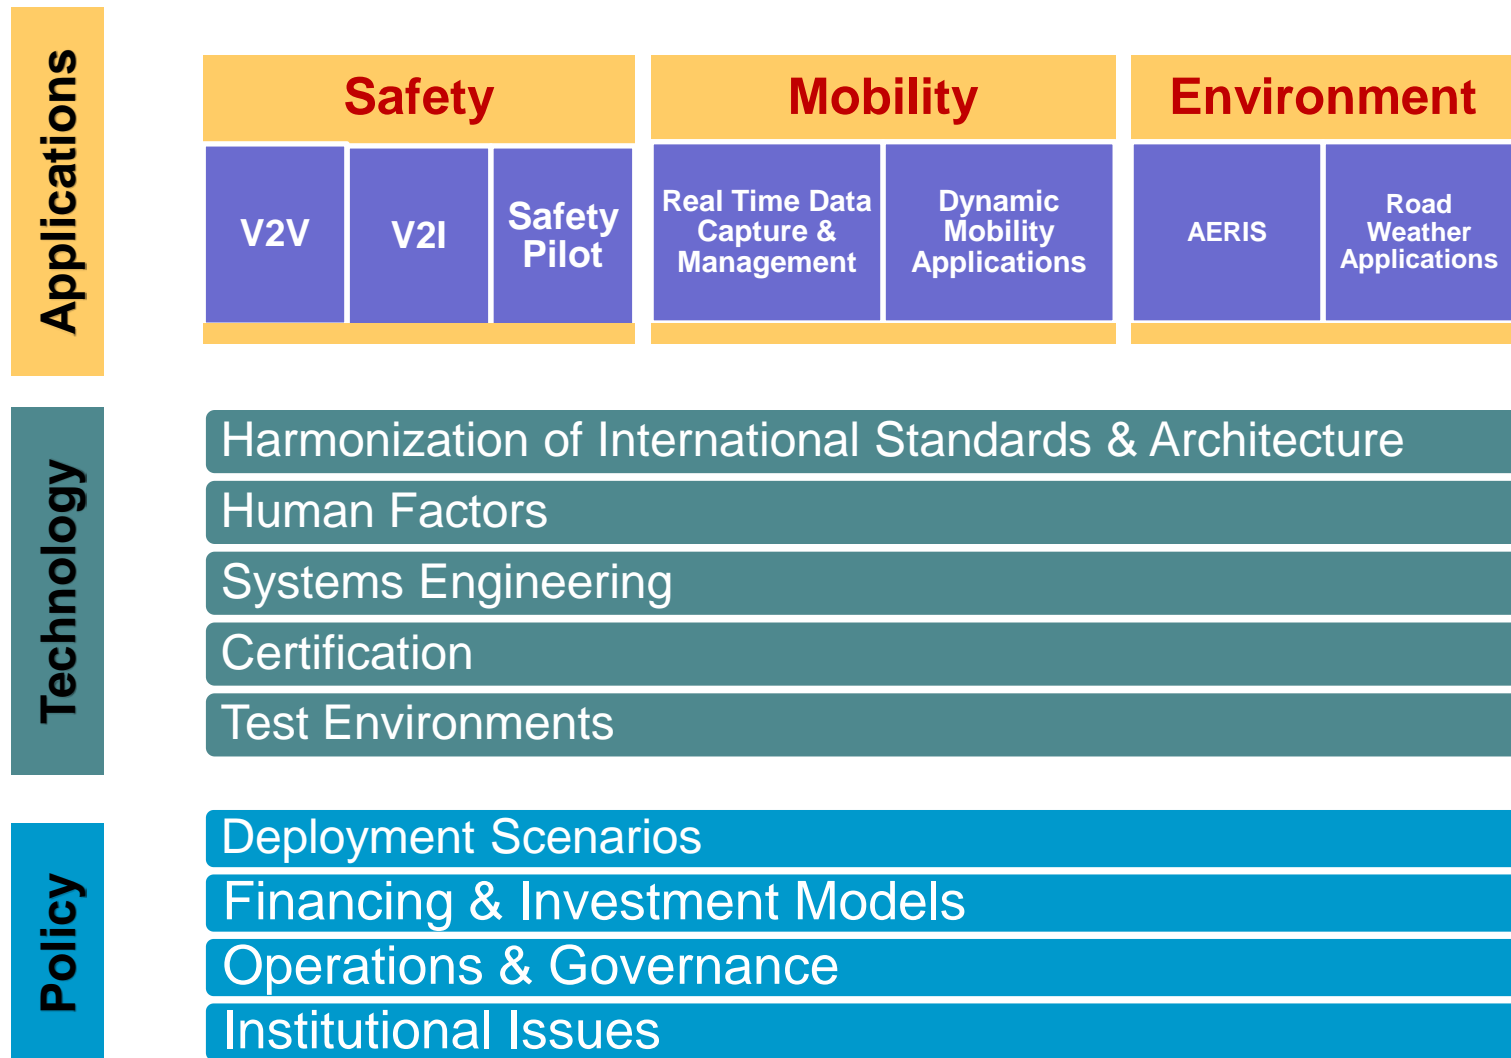 Applications
Safety
Mobility
Environment
V2V
V2I
Safety
Pilot
Real Time Data
Capture &
Management
Dynamic
Mobility
Applications
AERIS
Road
Weather
Applications
Technology
Harmonization of International Standards & Architecture
Human Factors
Systems Engineering
Certification
Test Environments
Policy
Deployment Scenarios
Financing & Investment Models
Operations & Governance
Institutional Issues